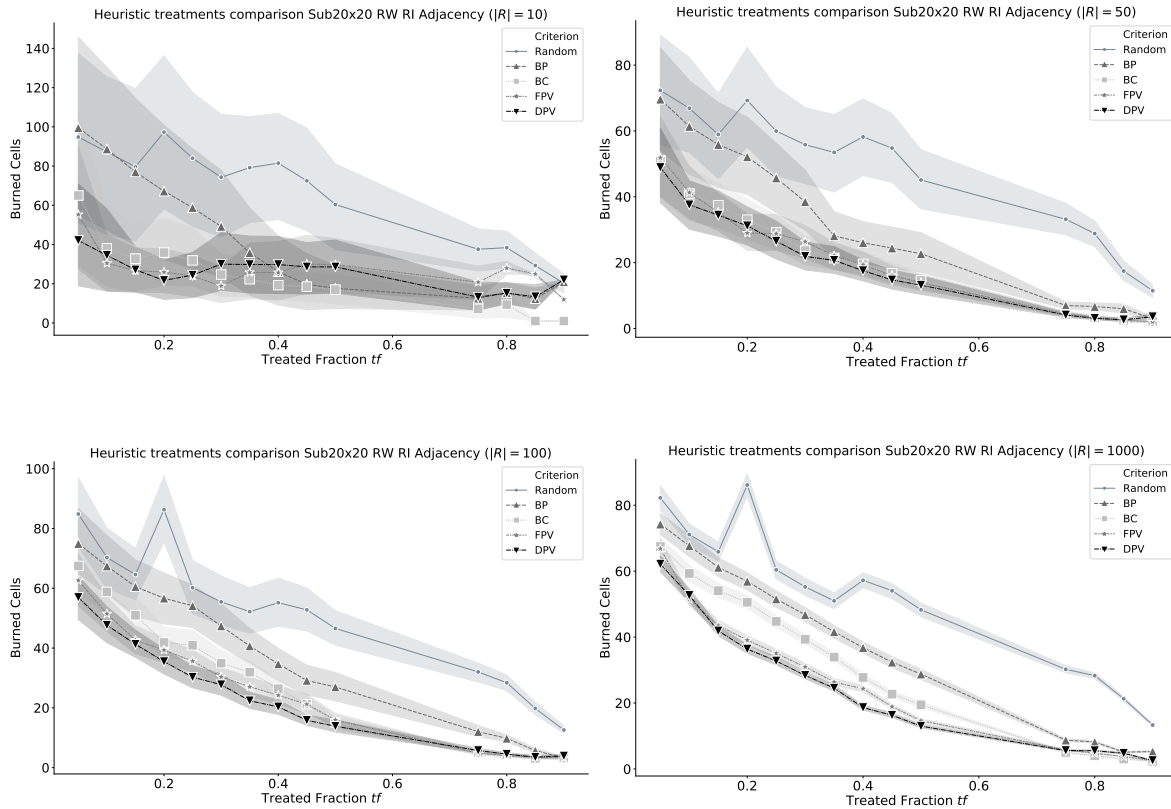 Heuristic treatments comparison Sub20x20 RW RI Adjacency (|R| = 10)
Burned Cells
140
120
100
80
60
40
20
0
0.2
0.4
0.6
0.8
Treated Fraction tf
Criterion
Random
BP
BC
FPV
DPV
Heuristic treatments comparison Sub20x20 RW RI Adjacency (|R| = 50)
Burned Cells
80
60
40
20
0
0.2
0.4
0.6
0.8
Treated Fraction tf
Criterion
Random
BP
BC
FPV
DPV
Heuristic treatments comparison Sub20x20 RW RI Adjacency (|R| = 100)
Burned Cells
100
80
60
40
20
0
0.2
0.4
0.6
0.8
Treated Fraction tf
Criterion
Random
BP
BC
FPV
DPV
Heuristic treatments comparison Sub20x20 RW RI Adjacency (|R| = 1000)
Burned Cells
80
60
40
20
0
0.2
0.4
0.6
0.8
Treated Fraction tf
Criterion
Random
BP
BC
FPV
DPV